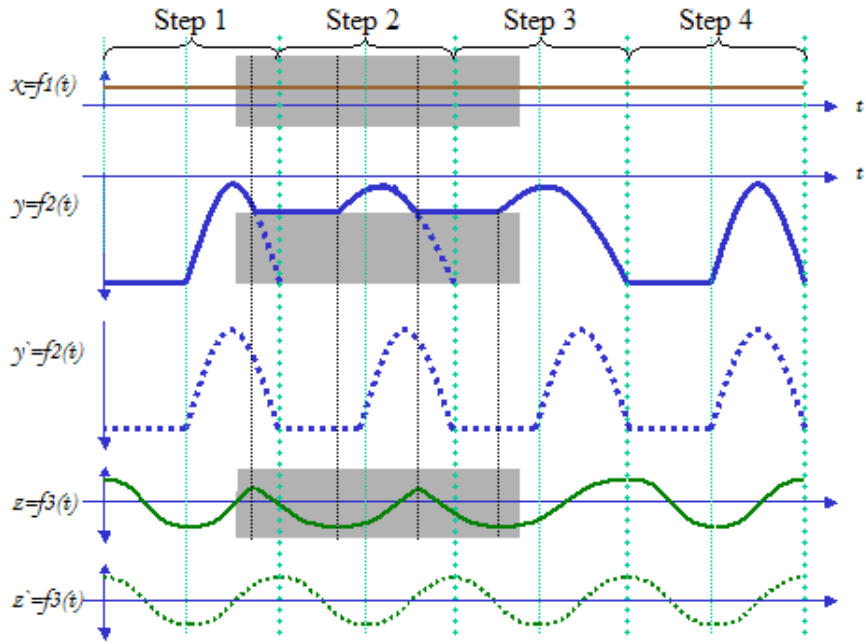 Step 1 Step 2 Step 3 Step 4
x=f1(t)
t
t
y=f2(t)
y`=f2(t)
z=f3(t)
z`=f3(t)